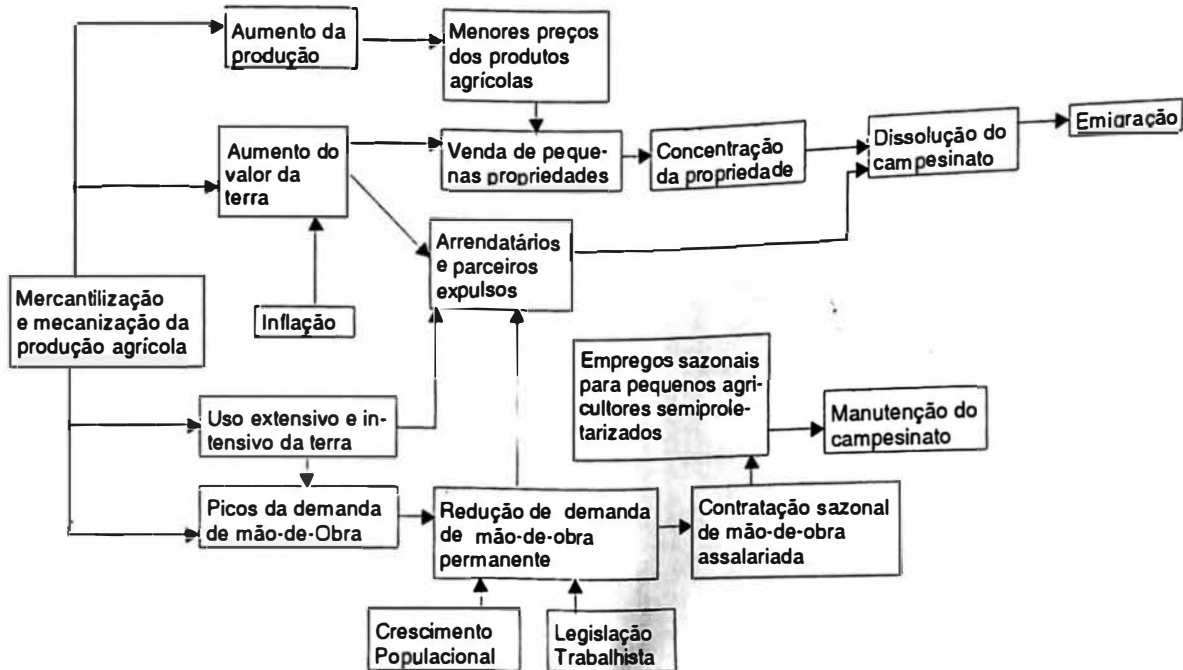 Aumento da
produção
Menores preços
dos produtos
agrícolas
Aumento do
valor da
terra
Venda de peque-
nas propriedades
Concentração
da propriedade
Dissolução do
campesinato
Emigração
Arrendatários
e parceiros
expulsos
Mercantilização
e mecanização da
produção agrícola
Inflação
Empregos sazonais
para pequenos agri-
cultores semiprole-
tarizados
Manutenção do
campesinato
Uso extensivo e in-
tensivo da terra
Picos da demanda
de mão-de-Obra
Redução de demanda
de mão-de-obra
permanente
Contratação sazonal
de mão-de-obra
assalariada
Crescimento
Populacional
Legislação
Trabalhista